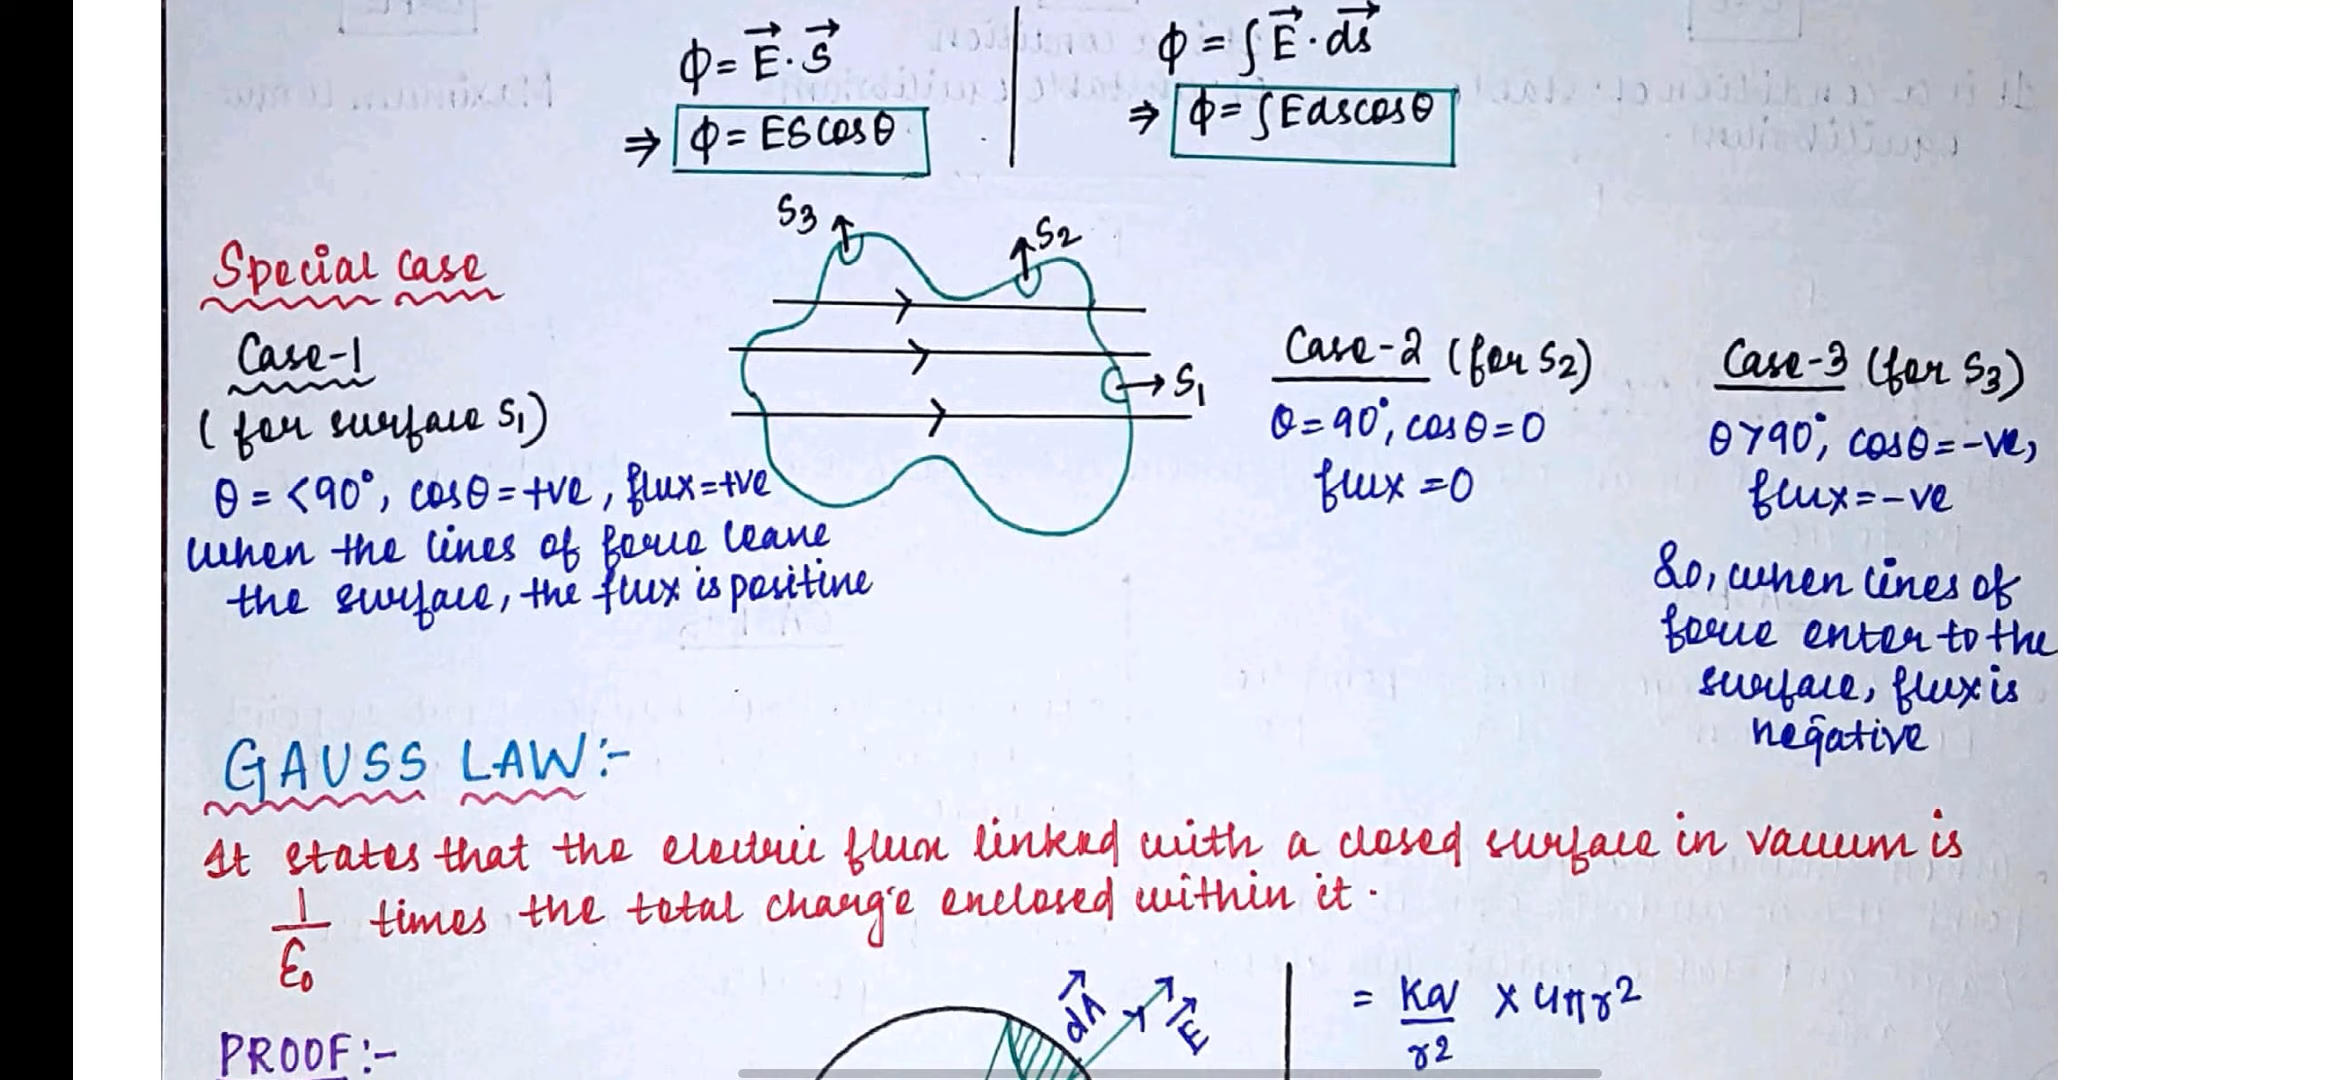 ϕ = E⃗ · S⃗
⇒ ϕ = ES cos θ
ϕ = ∫ E⃗ · ds⃗
⇒ ϕ = ∫ E ds cos θ
S3
S2
S1
Special case
Case-1
(for surface S1)
θ = <90°, cosθ = +ve, flux = +ve
when the lines of force leave
the surface, the flux is positive
Case-2 (for S2)
θ = 90°, cosθ = 0
flux = 0
Case-3 (for S3)
θ > 90°, cosθ = -ve,
flux = -ve
So, when lines of
force enter to the
surface, flux is
negative
GAUSS LAW :-
It states that the electric flux linked with a closed surface in vacuum is
1/ε0 times the total charge enclosed within it.
PROOF :-
dA⃗
E⃗
= Kq/r2 × 4πr2